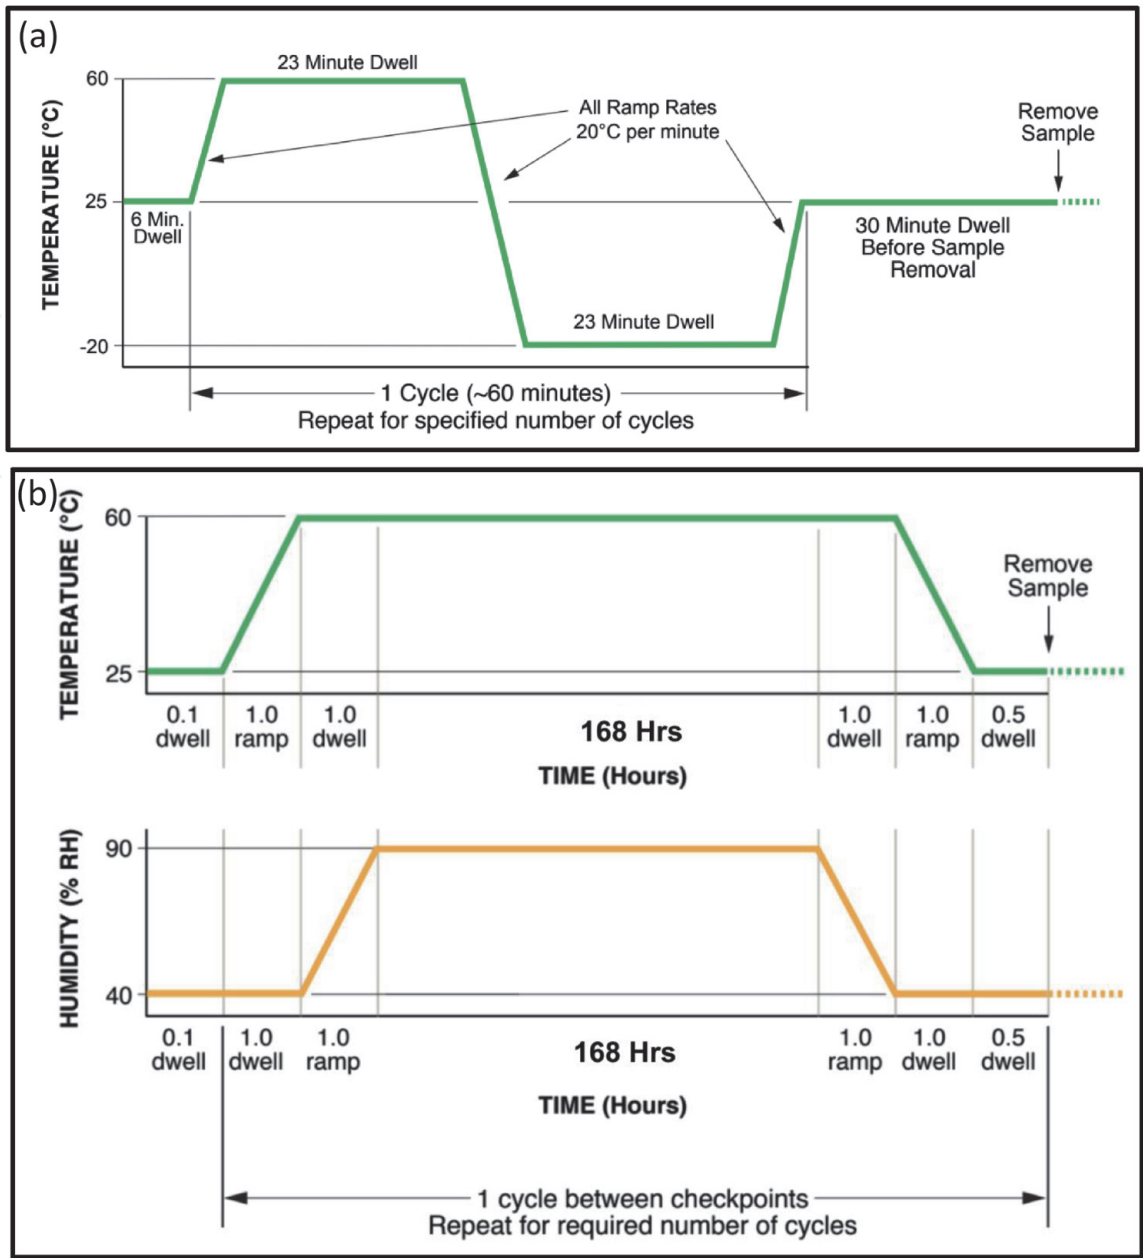 (a)
23 Minute Dwell
60
TEMPERATURE (°C)
All Ramp Rates
20°C per minute
Remove
Sample
25
6 Min.
Dwell
30 Minute Dwell
Before Sample
Removal
23 Minute Dwell
-20
1 Cycle (~60 minutes)
Repeat for specified number of cycles
(b)
TEMPERATURE (°C)
60
Remove
Sample
25
0.1 1.0 1.0 168 Hrs 1.0 1.0 0.5
dwell ramp dwell dwell ramp dwell
TIME (Hours)
HUMIDITY (% RH)
90
40
0.1 1.0 1.0 168 Hrs 1.0 1.0 0.5
dwell dwell ramp ramp dwell dwell
TIME (Hours)
1 cycle between checkpoints
Repeat for required number of cycles